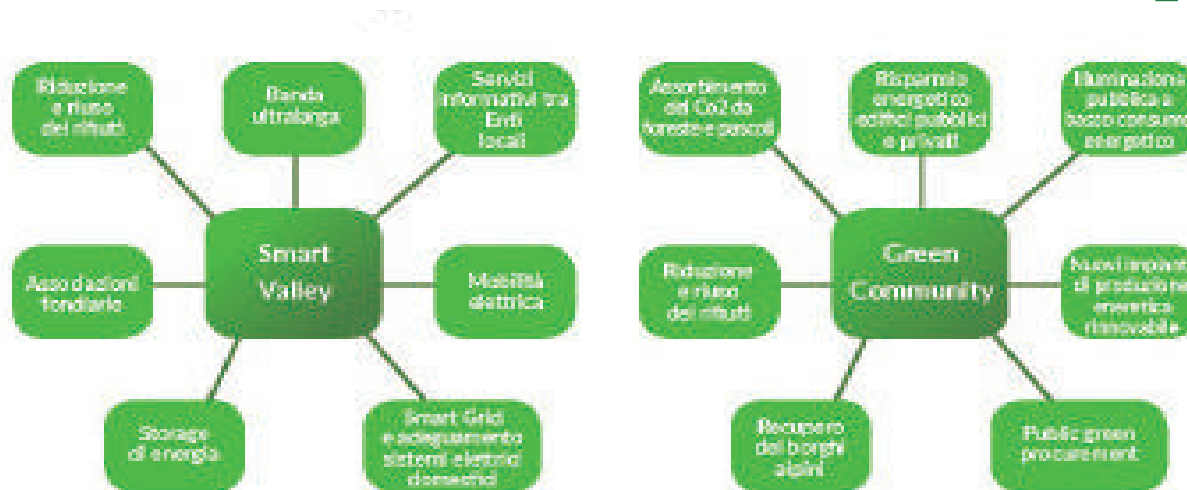 Riduzione
e riuso
dei rifiuti
Banda
ultralarga
Servizi
informativi tra
Enti
locali
Associazioni
fondiarie
Smart
Valley
Mobilità
elettrica
Storage
di energia
Smart Grid
e adeguamento
sistemi elettrici
domestici
Assorbimento
del Co2 da
foreste e pascoli
Risparmio
energetico
edifici pubblici
e privati
Illuminazione
pubblica a
basso consumo
energetico
Riduzione
e riuso
dei rifiuti
Green
Community
Nuovi impianti
di produzione
energetica
rinnovabile
Recupero
dei borghi
alpini
Public green
procurement